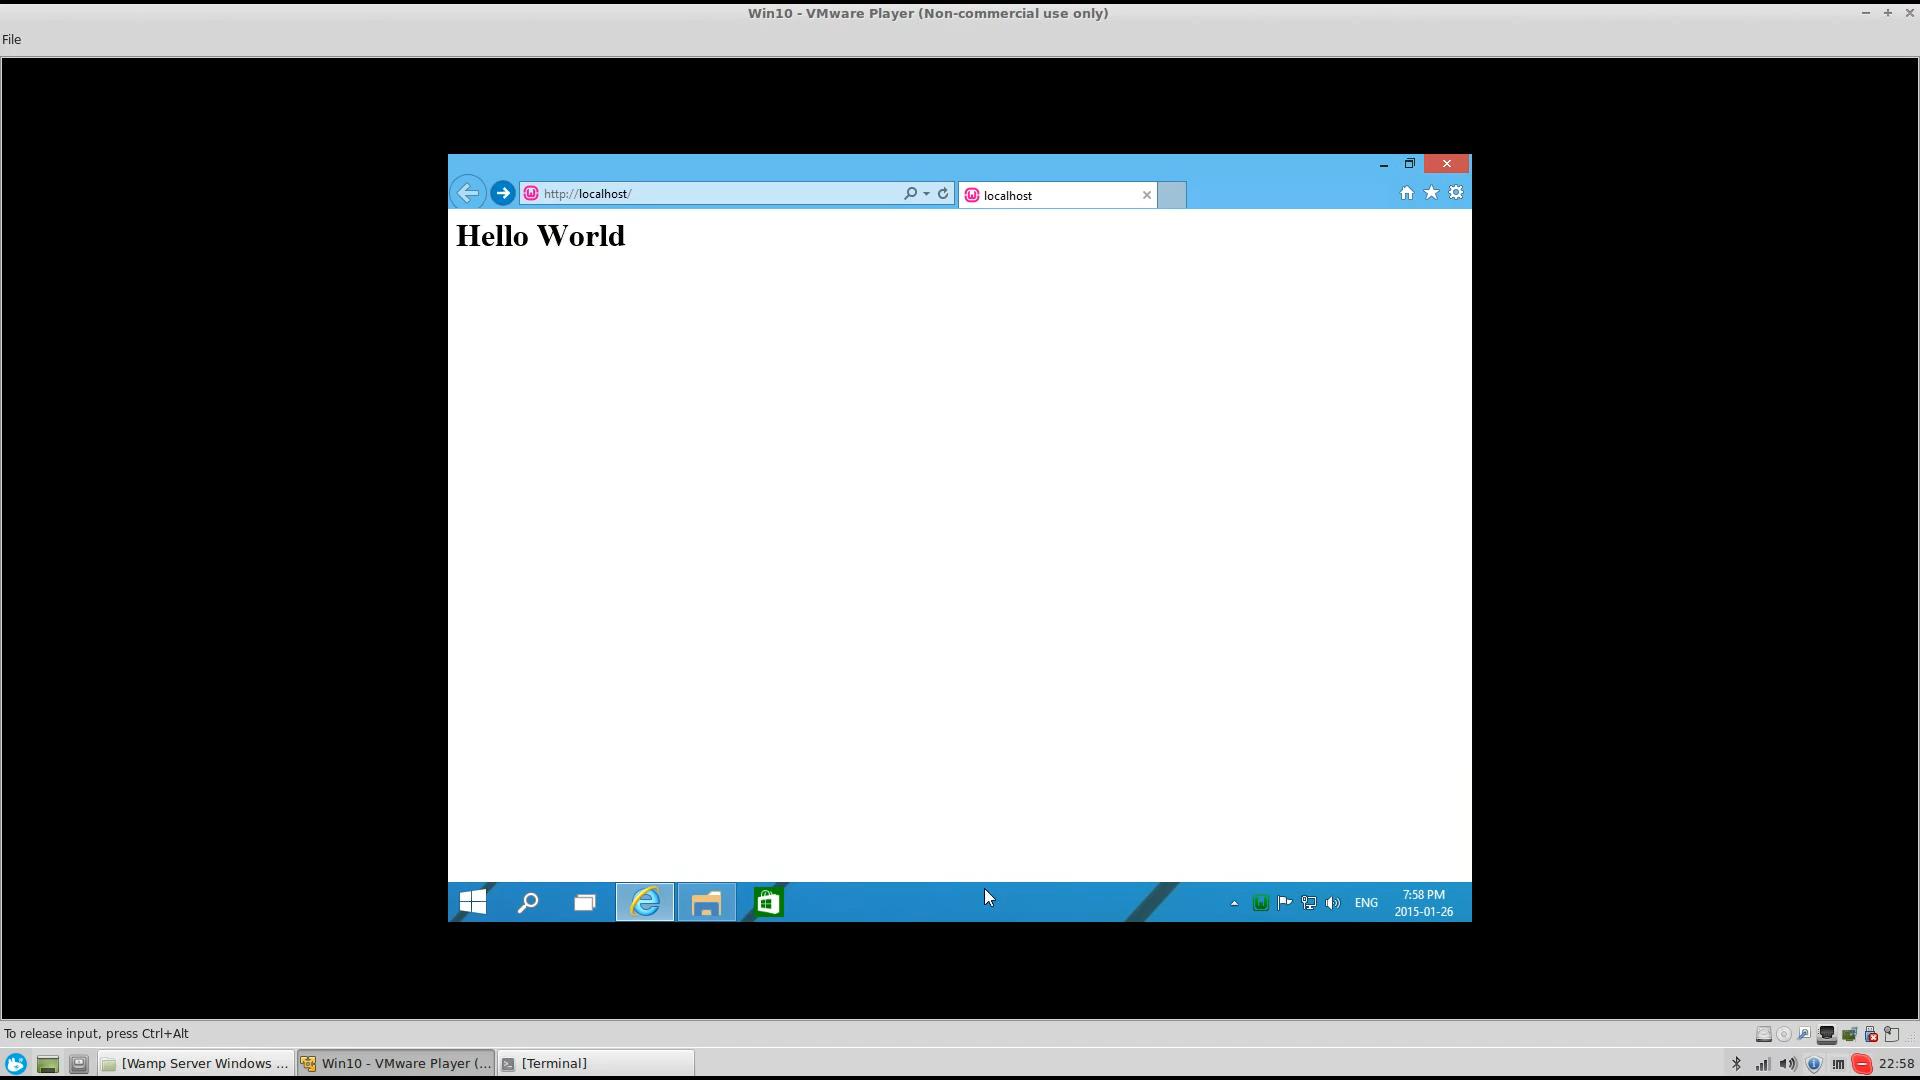 Win10 - VMware Player (Non-commercial use only)
File
http://localhost/
localhost
Hello World
ENG
7:58 PM
2015-01-26
To release input, press Ctrl+Alt
[Wamp Server Windows ...
Win10 - VMware Player (...
[Terminal]
22:58